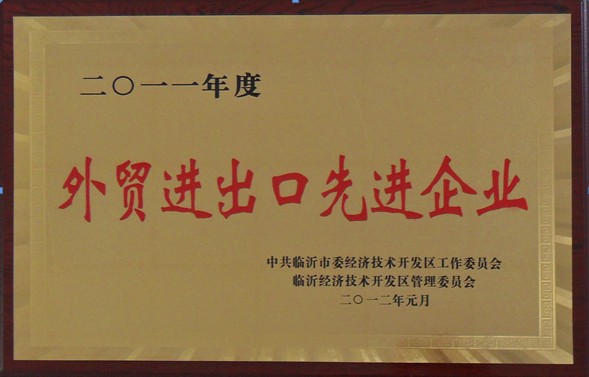 二〇一一年度
外贸进出口先进企业
中共临沂市委经济技术开发区工作委员会
临沂经济技术开发区管理委员会
二〇一二年元月